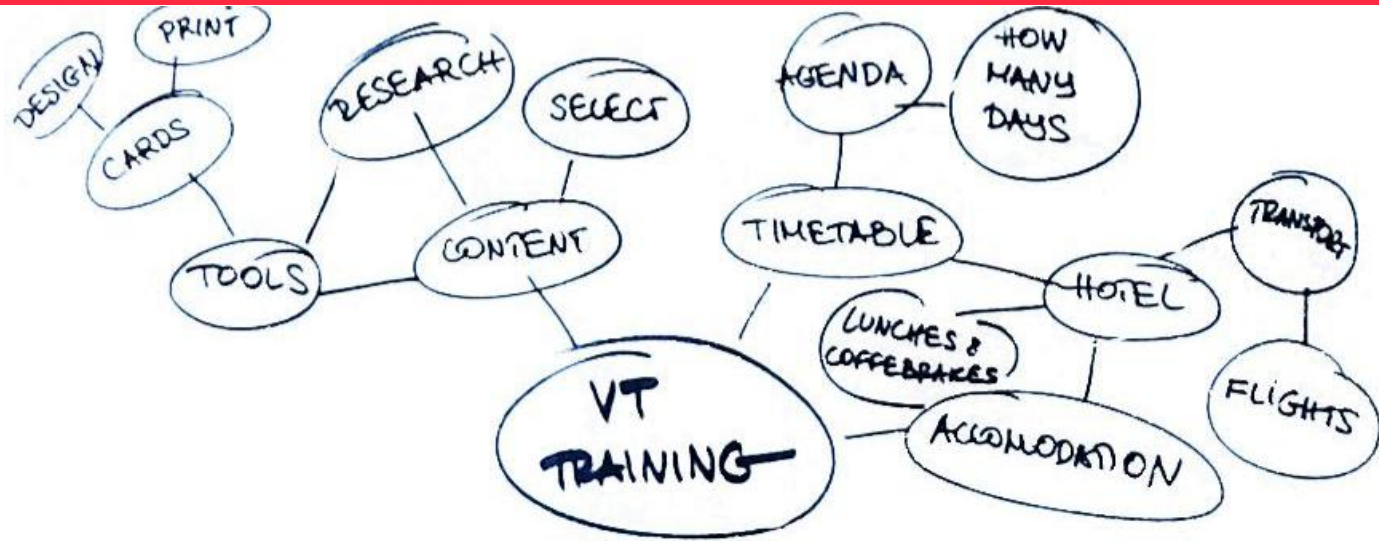 PRINT
DESIGN
CARDS
RESEARCH
SELECT
AGENDA
HOW
MANY
DAYS
TOOLS
CONTENT
TIMETABLE
HOTEL
TRANSPORT
LUNCHES &
COFFEBRAKES
FLIGHTS
VT
TRAINING
ACCOMODATION